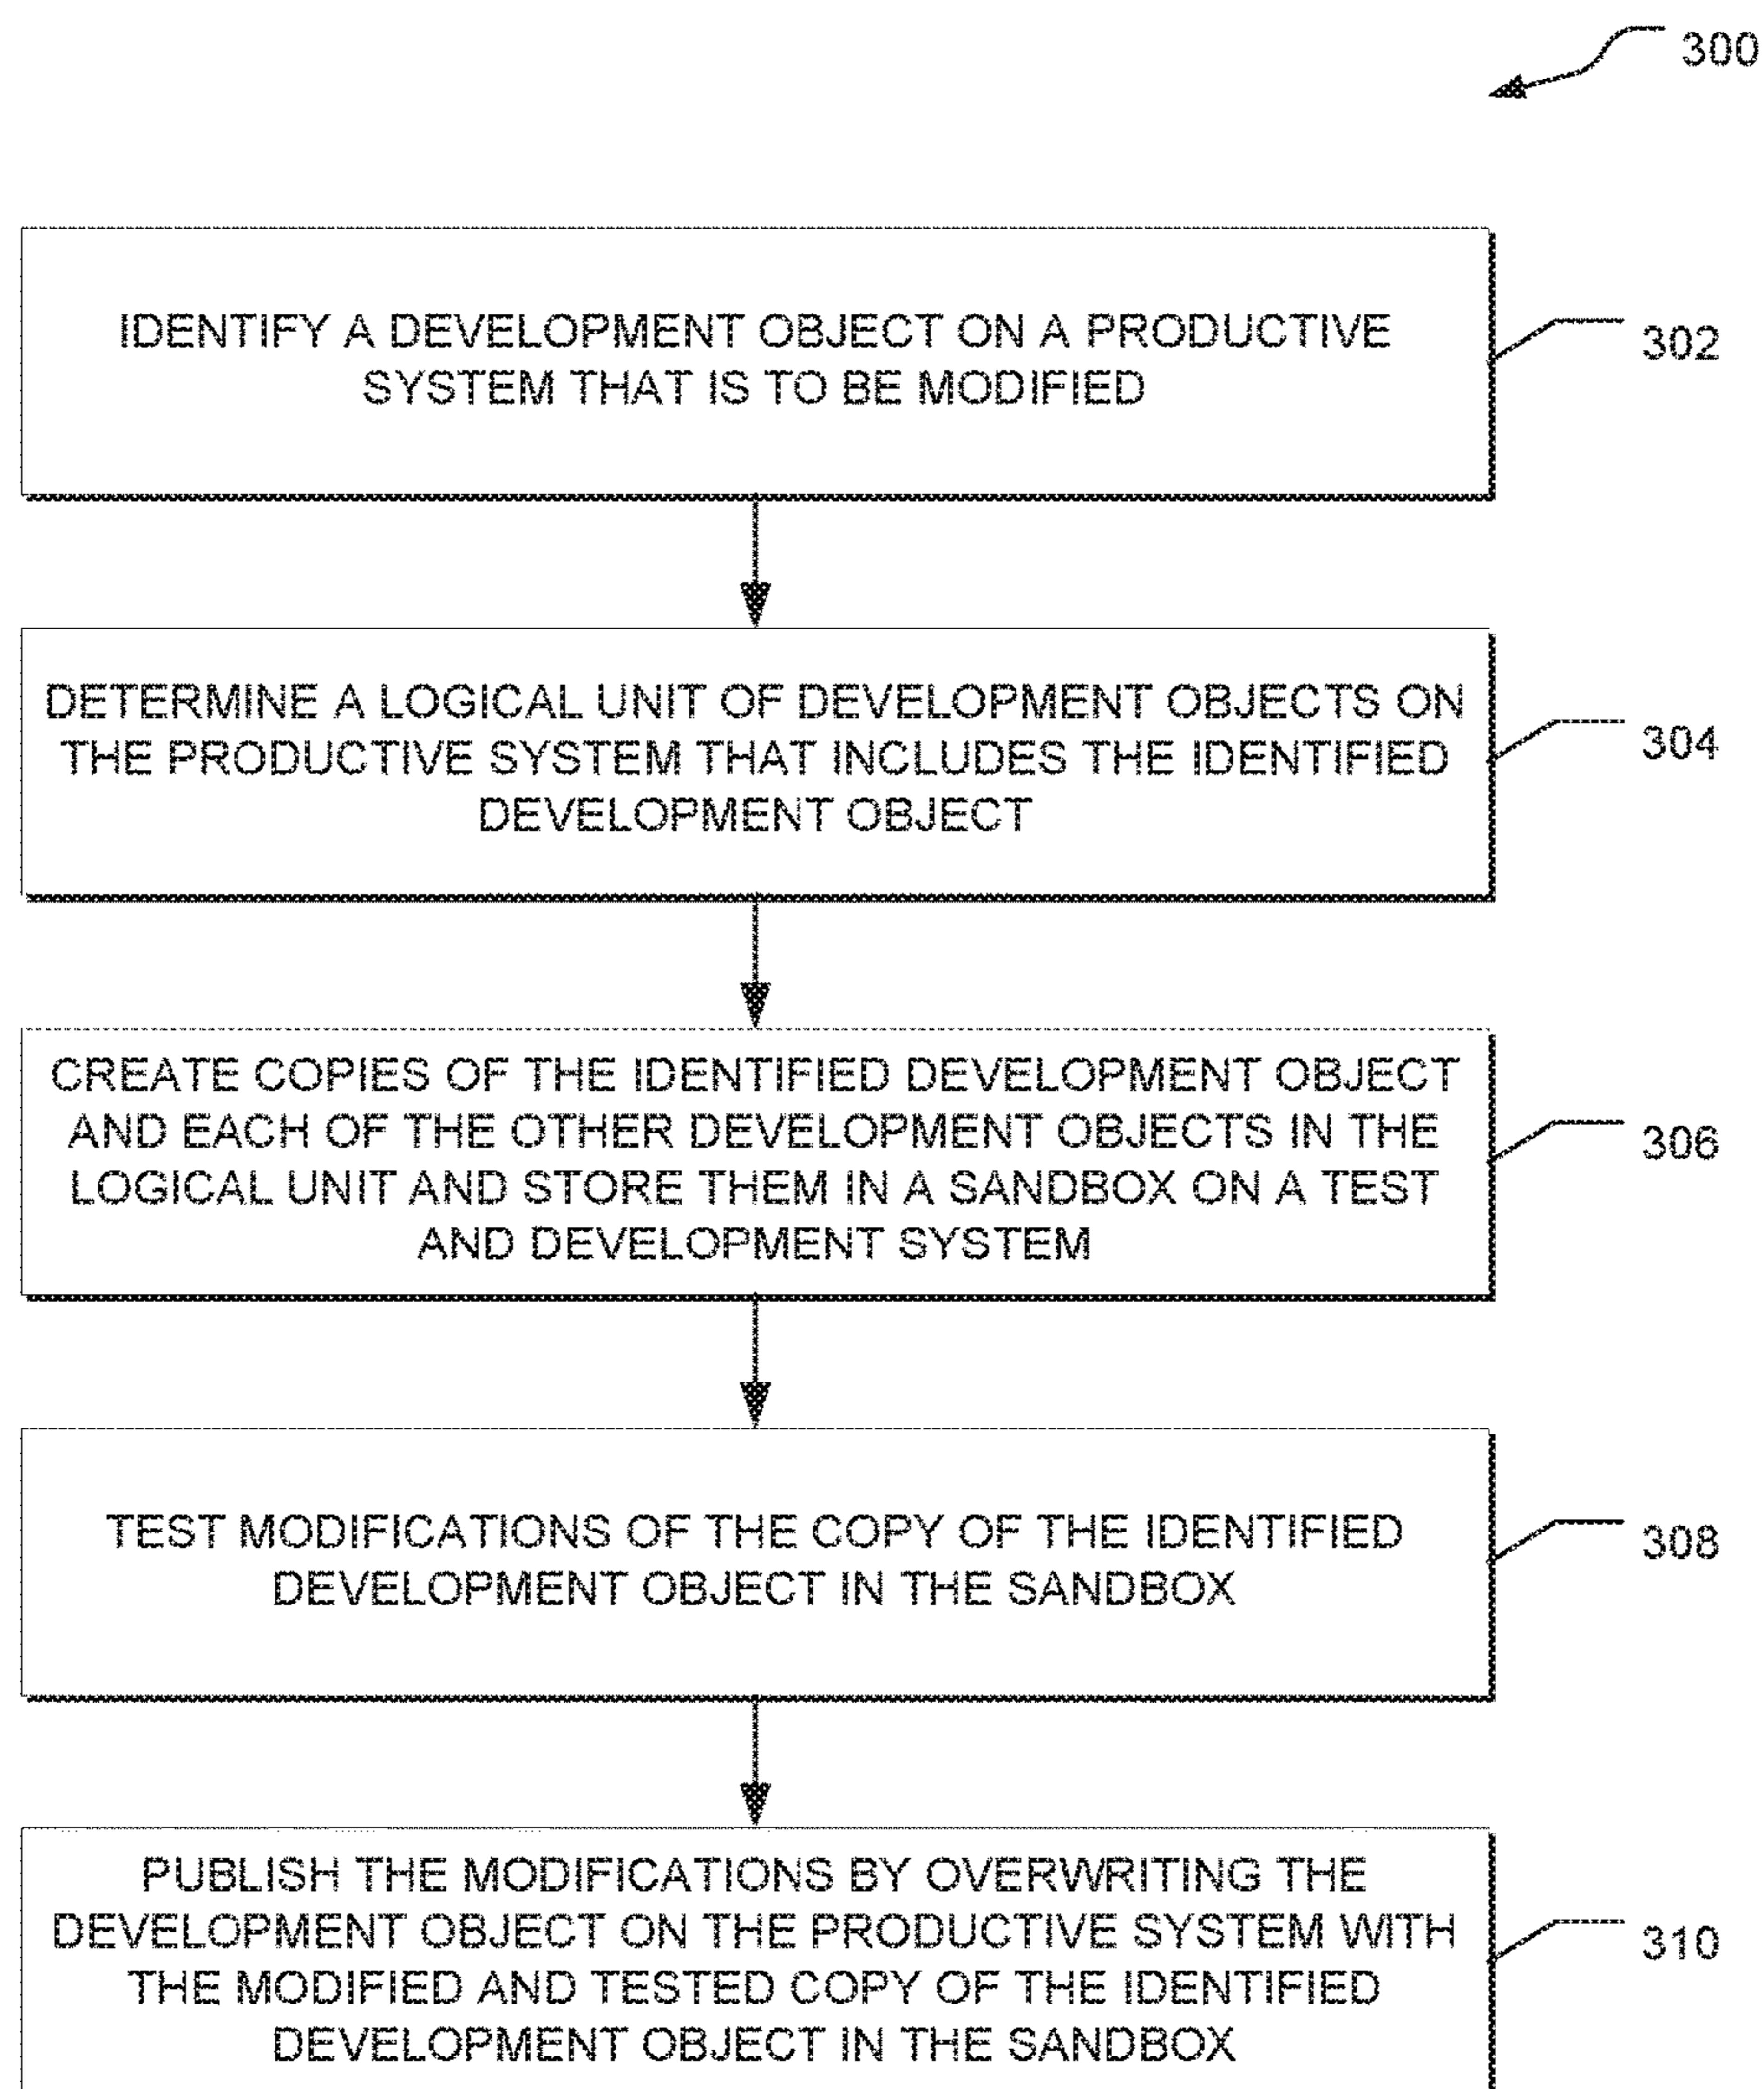 300
IDENTIFY A DEVELOPMENT OBJECT ON A PRODUCTIVE
SYSTEM THAT IS TO BE MODIFIED
302
DETERMINE A LOGICAL UNIT OF DEVELOPMENT OBJECTS ON
THE PRODUCTIVE SYSTEM THAT INCLUDES THE IDENTIFIED
DEVELOPMENT OBJECT
304
CREATE COPIES OF THE IDENTIFIED DEVELOPMENT OBJECT
AND EACH OF THE OTHER DEVELOPMENT OBJECTS IN THE
LOGICAL UNIT AND STORE THEM IN A SANDBOX ON A TEST
AND DEVELOPMENT SYSTEM
306
TEST MODIFICATIONS OF THE COPY OF THE IDENTIFIED
DEVELOPMENT OBJECT IN THE SANDBOX
308
PUBLISH THE MODIFICATIONS BY OVERWRITING THE
DEVELOPMENT OBJECT ON THE PRODUCTIVE SYSTEM WITH
THE MODIFIED AND TESTED COPY OF THE IDENTIFIED
DEVELOPMENT OBJECT IN THE SANDBOX
310